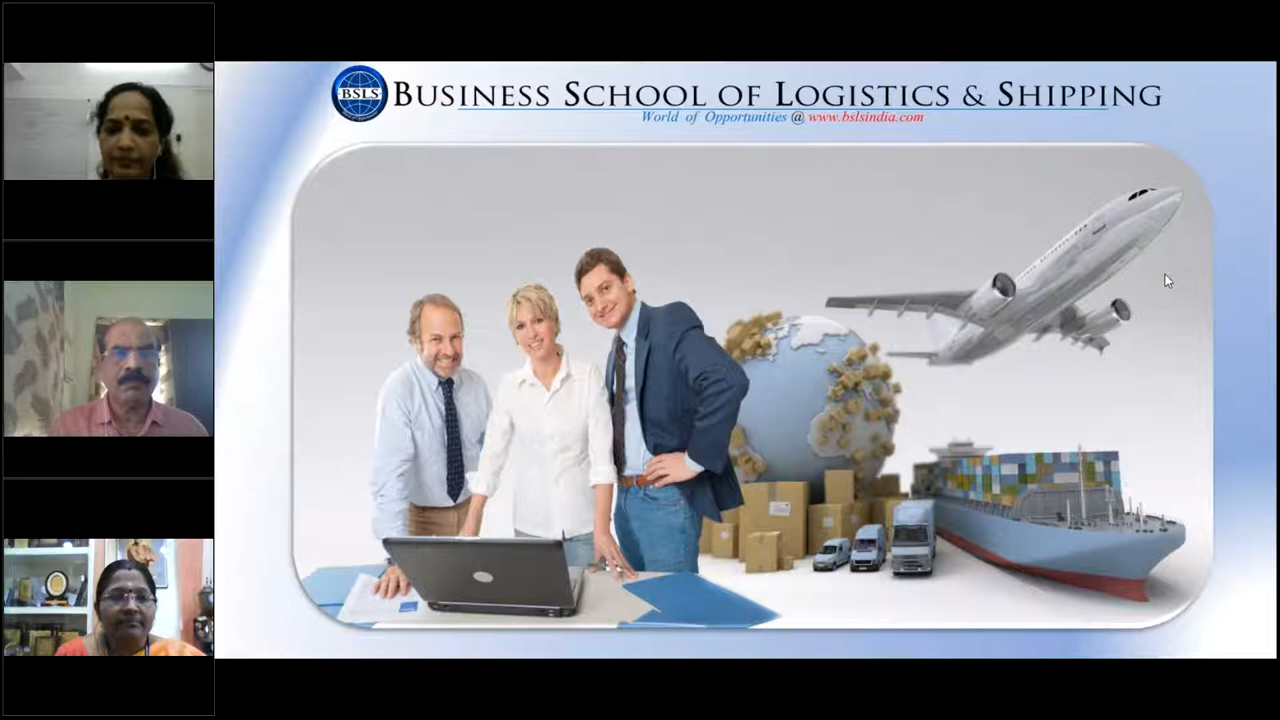 BSLS
BUSINESS SCHOOL OF LOGISTICS & SHIPPING
World of Opportunities @ www.bslsindia.com